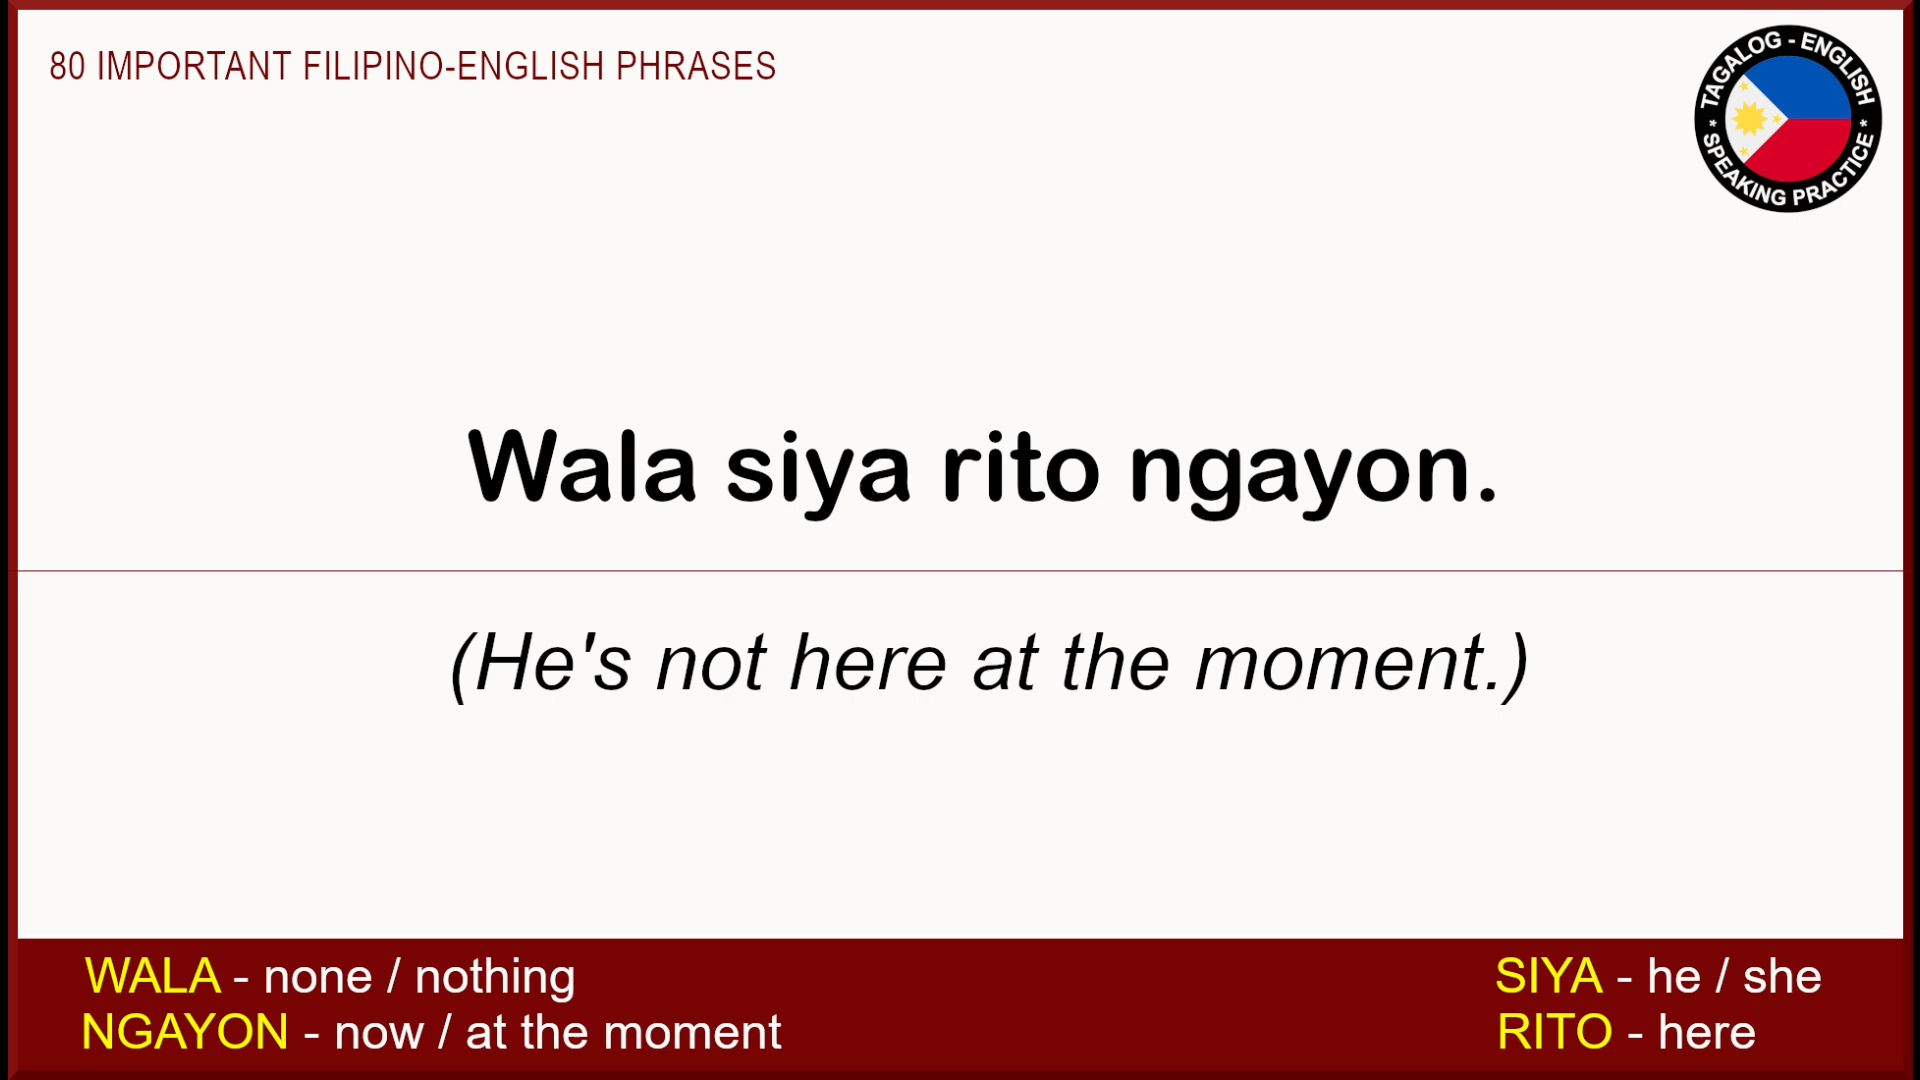 80 IMPORTANT FILIPINO-ENGLISH PHRASES
TAGALOG - ENGLISH
* SPEAKING PRACTICE *
Wala siya rito ngayon.
(He's not here at the moment.)
WALA - none / nothing
NGAYON - now / at the moment
SIYA - he / she
RITO - here